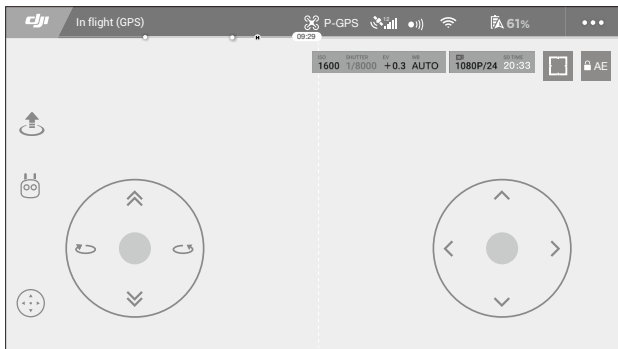 dji In flight (GPS) P-GPS 12 61% •••
H 09:29
ISO SHUTTER EV WB SD TIME
1600 1/8000 +0.3 AUTO 1080P/24 20:33 AE